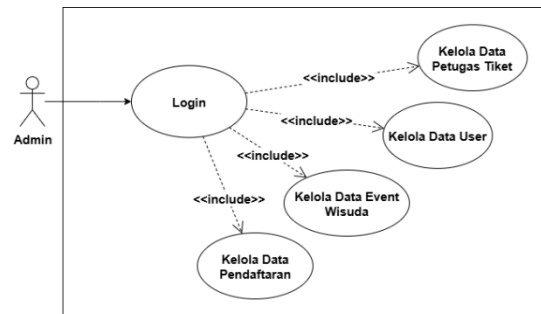 Kelola Data
Petugas Tiket
<<include>>
Login
Admin
<<include>>
Kelola Data User
<<include>>
Kelola Data Event
Wisuda
<<include>>
Kelola Data
Pendaftaran